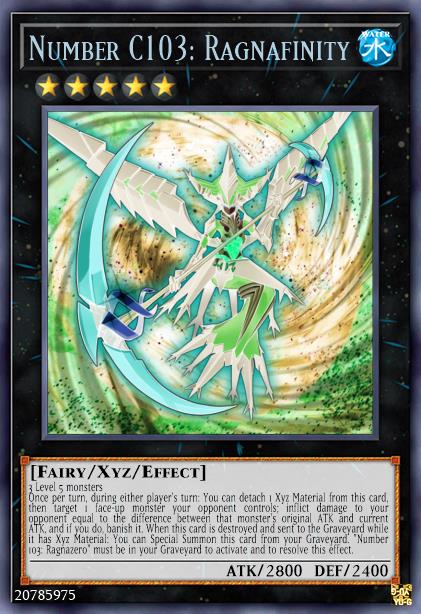 Number C103: Ragnafinity
WATER
水
[Fairy/Xyz/Effect]
3 Level 5 monsters
Once per turn, during either player's turn: You can detach 1 Xyz Material from this card,
then target 1 face-up monster your opponent controls; inflict damage to your
opponent equal to the difference between that monster's original ATK and current
ATK, and if you do, banish it. When this card is destroyed and sent to the Graveyard while
it has Xyz Material: You can Special Summon this card from your Graveyard. "Number
103: Ragnazero" must be in your Graveyard to activate and to resolve this effect.
ATK/2800 DEF/2400
20785975